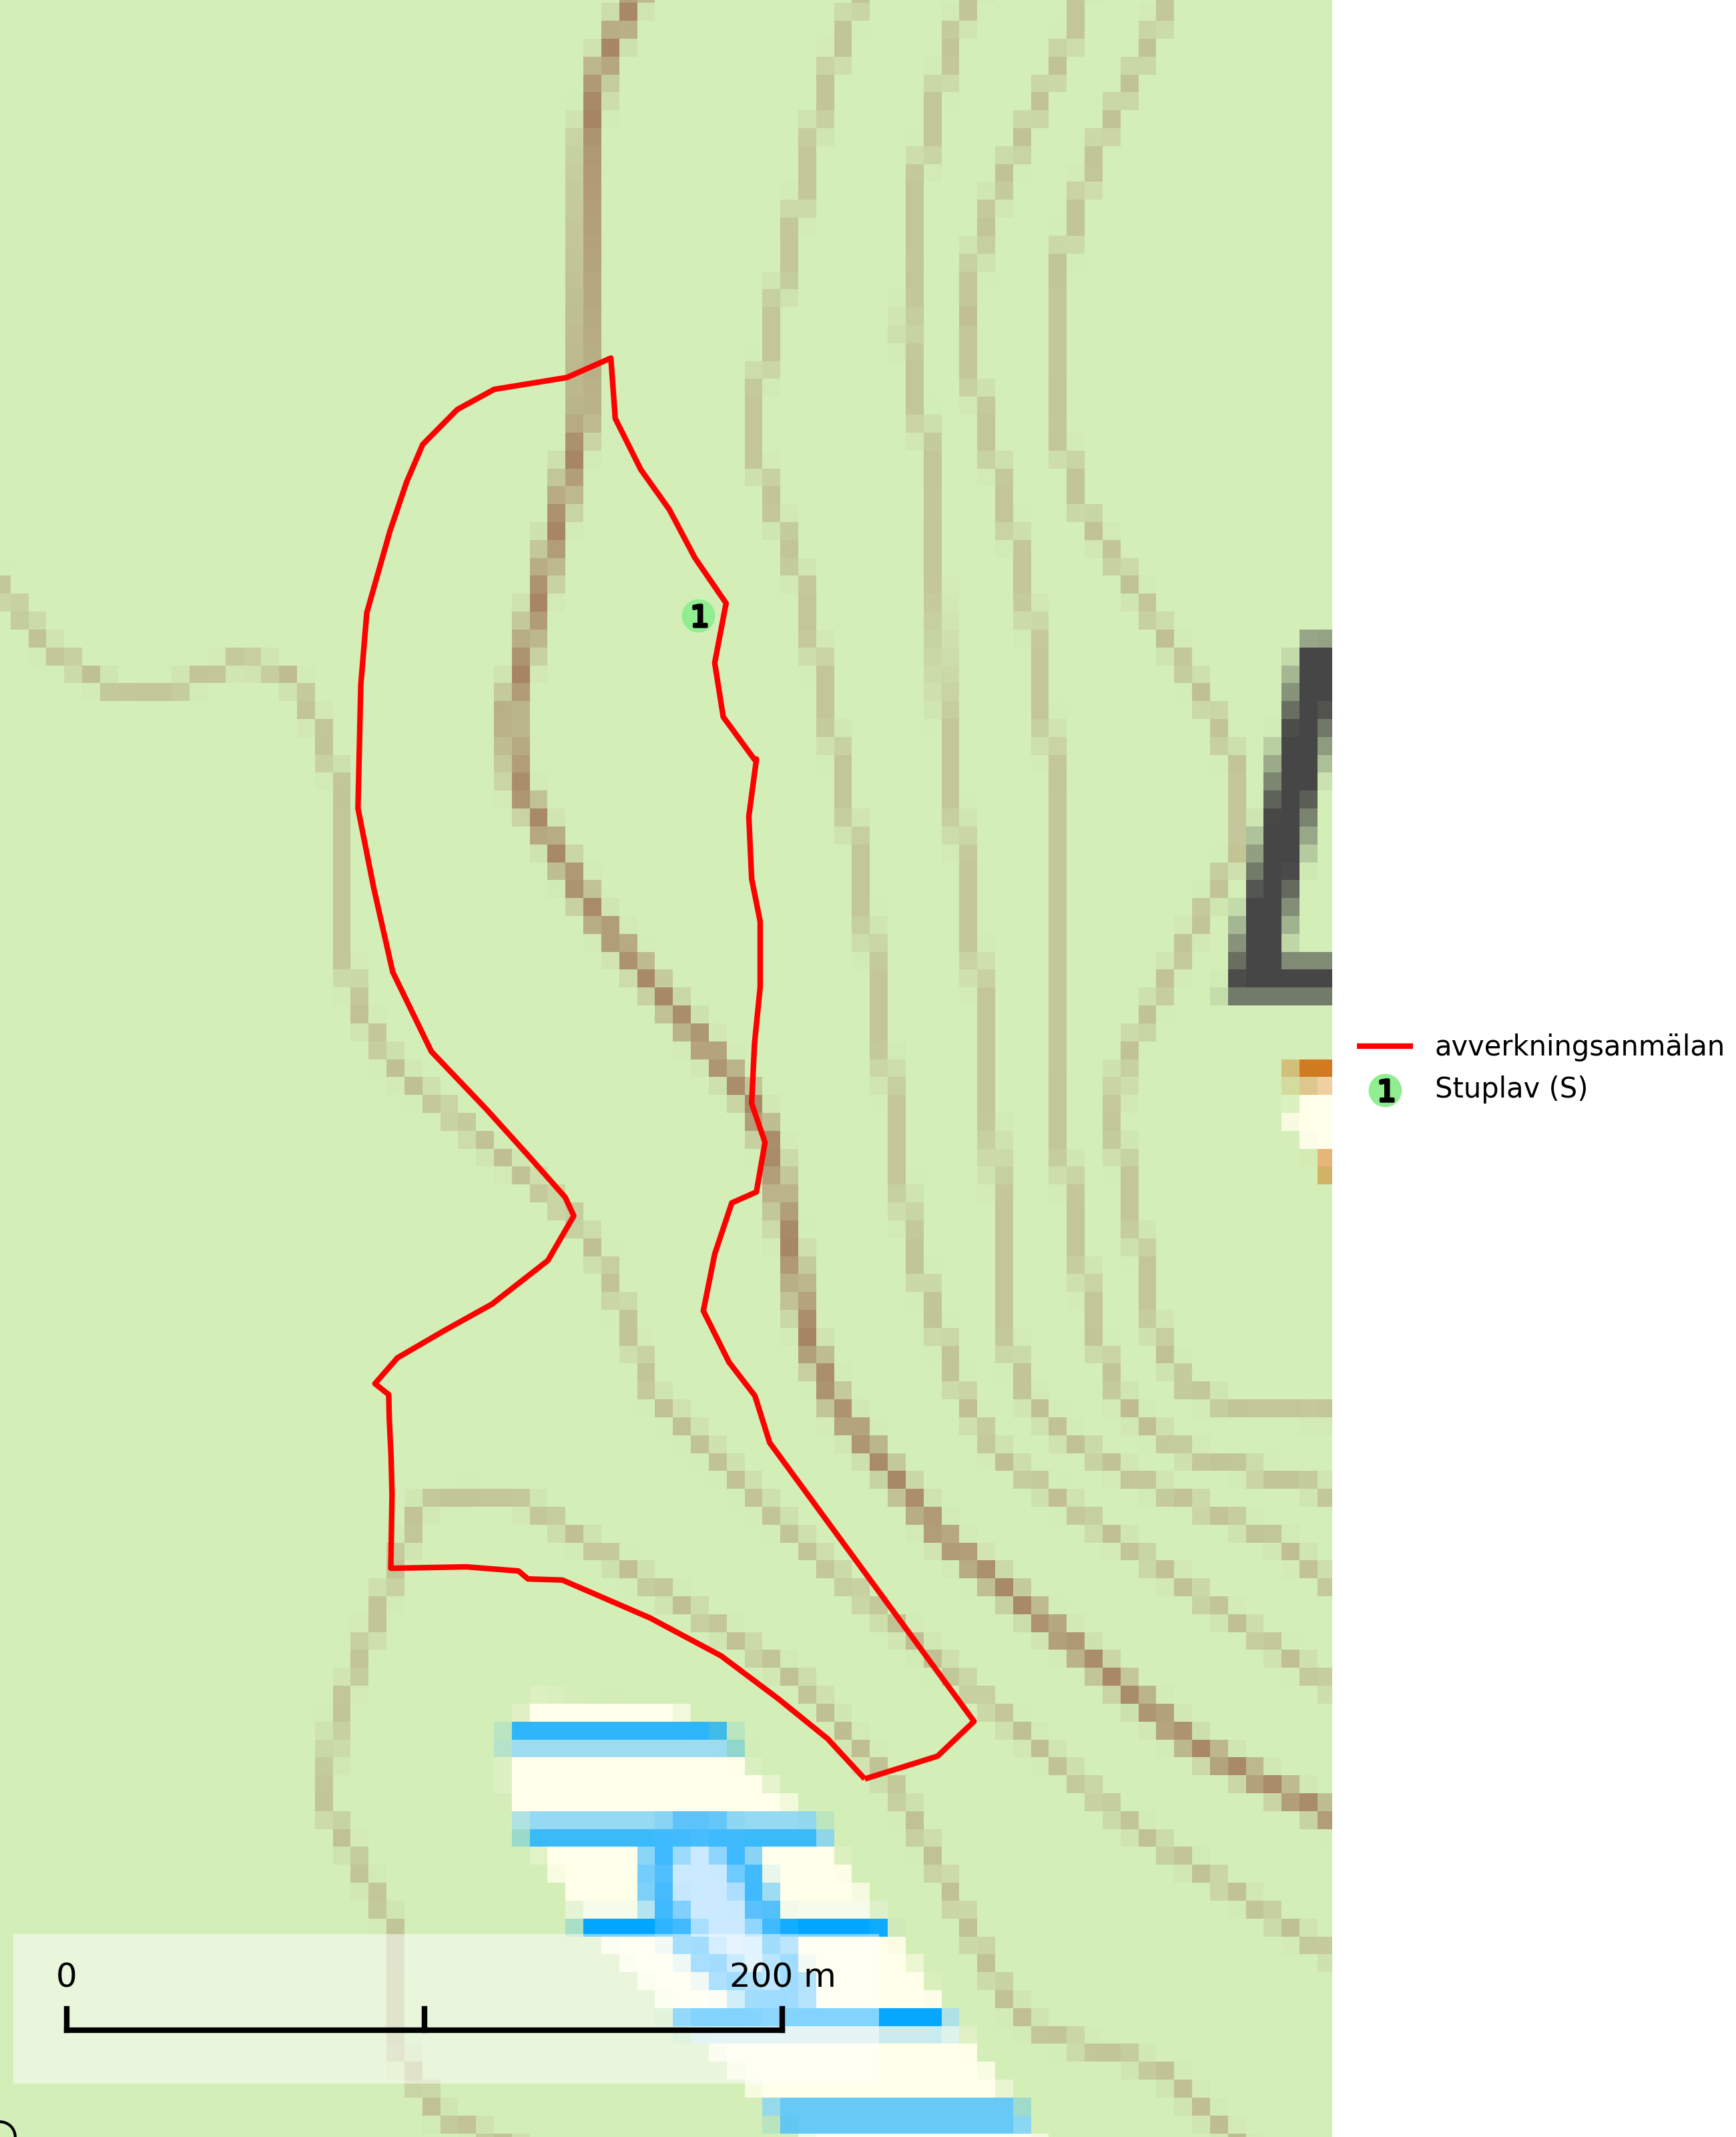 1
avverkningsanmälan
1 Stuplav (S)
0 200 m